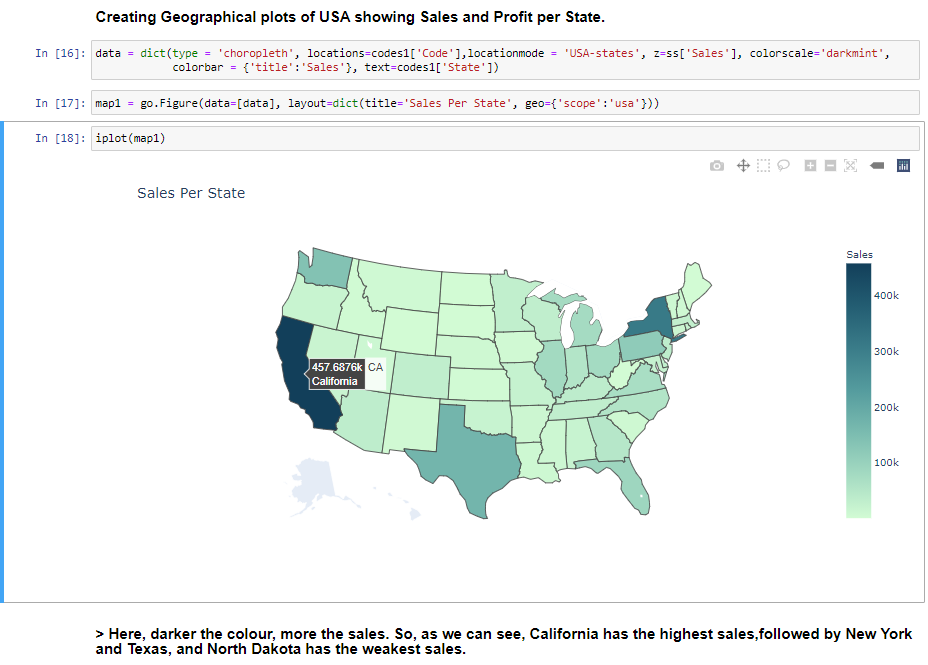 Creating Geographical plots of USA showing Sales and Profit per State.
In [16]: data = dict(type = 'choropleth', locations=codes1['Code'],locationmode = 'USA-states', z=ss['Sales'], colorscale='darkmint',
colorbar = {'title':'Sales'}, text=codes1['State'])
In [17]: map1 = go.Figure(data=[data], layout=dict(title='Sales Per State', geo={'scope':'usa'}))
In [18]: iplot(map1)
Sales Per State
Sales
400k
300k
457.6876k CA
California
200k
100k
> Here, darker the colour, more the sales. So, as we can see, California has the highest sales,followed by New York
and Texas, and North Dakota has the weakest sales.